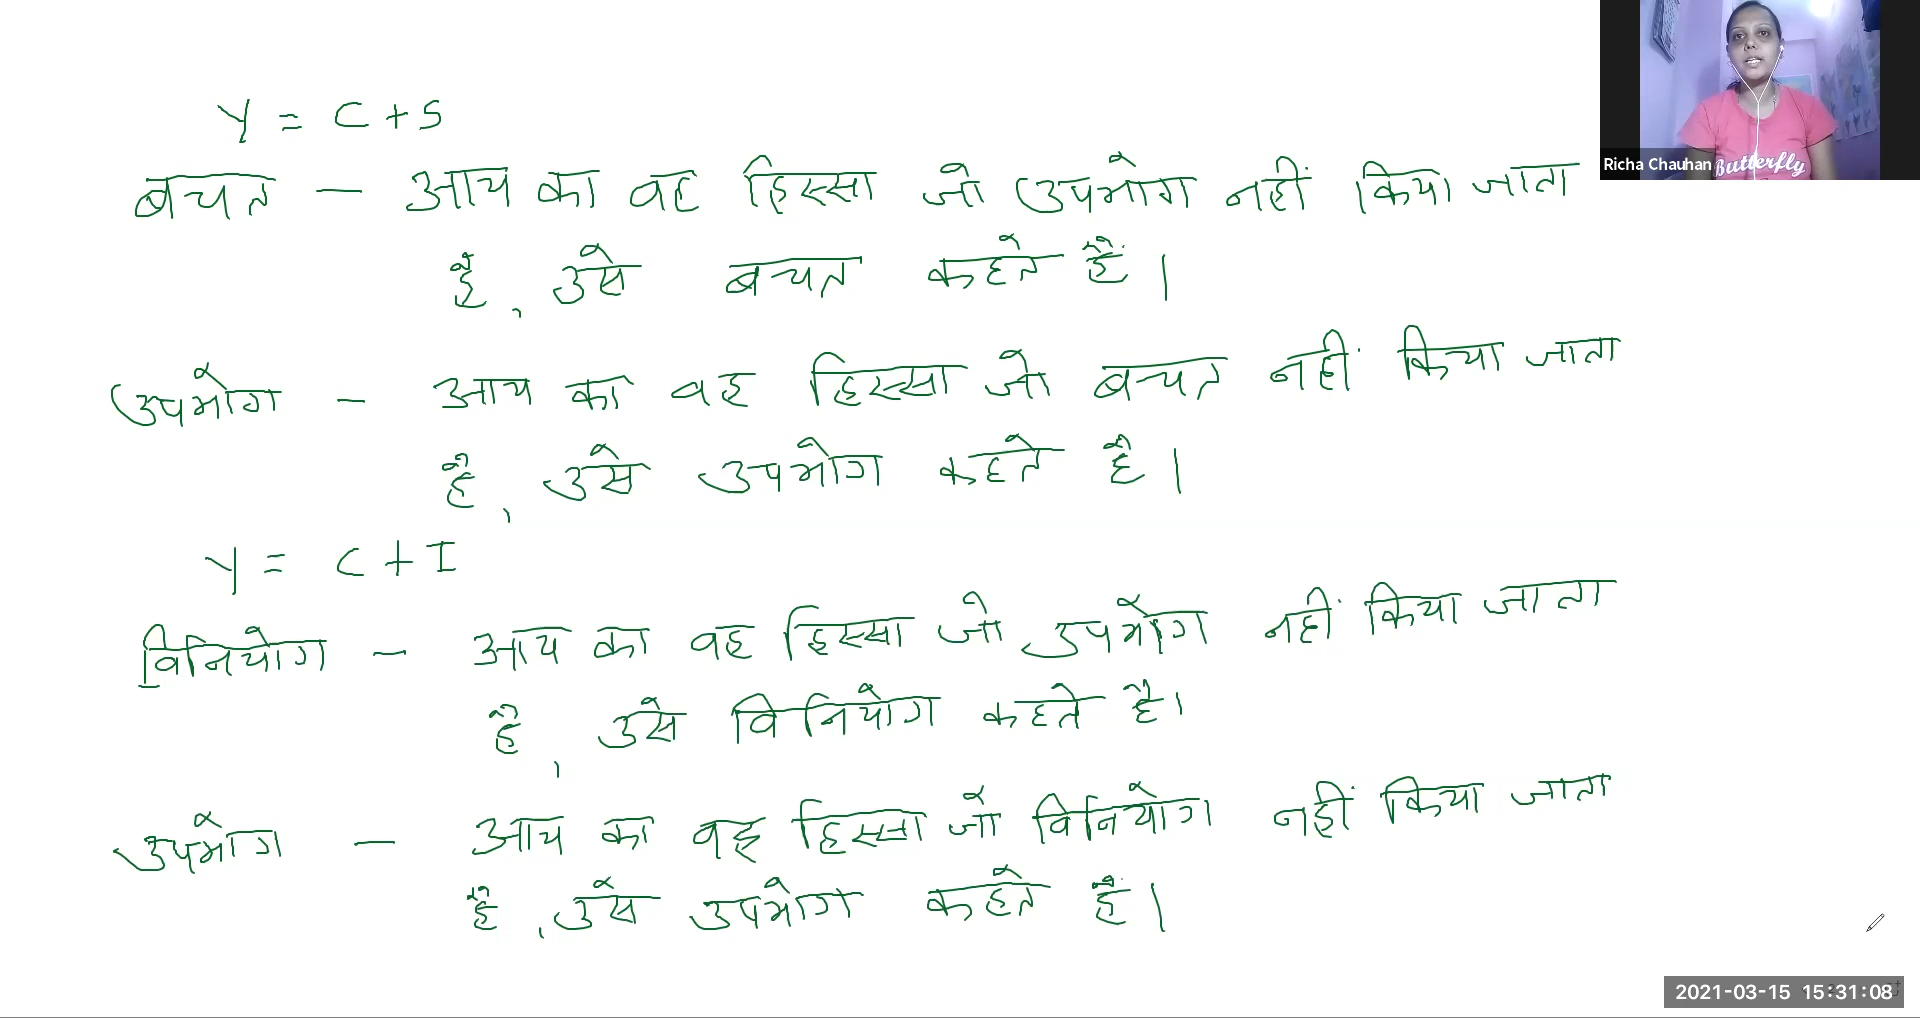 Y = C + S
बचत — आय का वह हिस्सा जो उपभोग नहीं किया जाता
है, उसे बचत कहते हैं।
उपभोग — आय का वह हिस्सा जो बचत नहीं किया जाता
है, उसे उपभोग कहते है।
Y = C + I
विनियोग — आय का वह हिस्सा जो उपभोग नहीं किया जाता
है, उसे विनियोग कहते है।
उपभोग — आय का वह हिस्सा जो विनियोग नहीं किया जाता
है, उसे उपभोग कहते हैं।
Richa Chauhan
Butterfly
2021-03-15 15:31:08